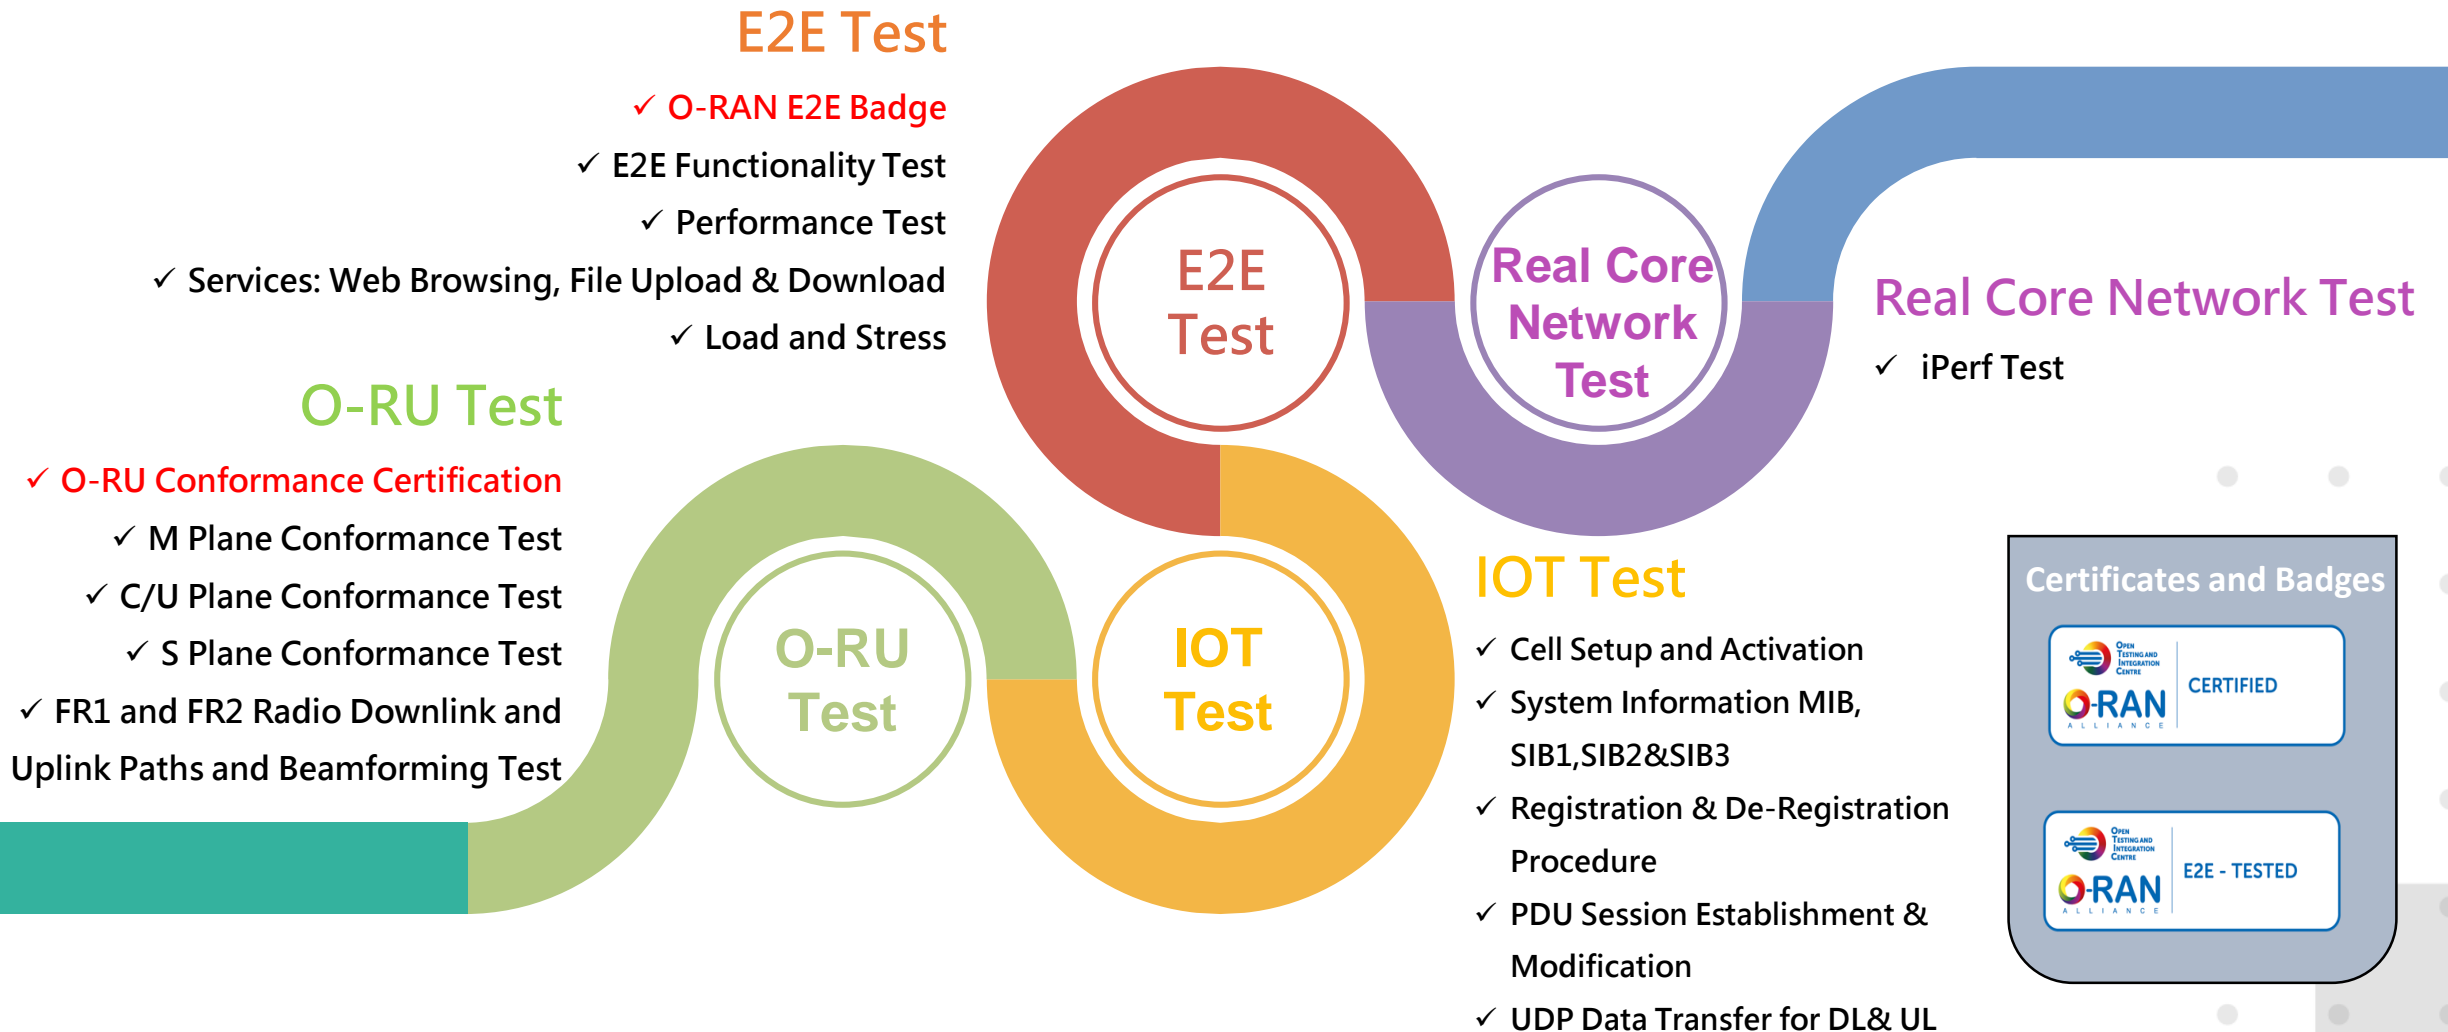 E2E Test
✓ O-RAN E2E Badge
✓ E2E Functionality Test
✓ Performance Test
✓ Services: Web Browsing, File Upload & Download
✓ Load and Stress
O-RU Test
✓ O-RU Conformance Certification
✓ M Plane Conformance Test
✓ C/U Plane Conformance Test
✓ S Plane Conformance Test
✓ FR1 and FR2 Radio Downlink and
Uplink Paths and Beamforming Test
O-RU
Test
E2E
Test
IOT
Test
Real Core
Network
Test
Real Core Network Test
✓ iPerf Test
IOT Test
✓ Cell Setup and Activation
✓ System Information MIB,
SIB1,SIB2&SIB3
✓ Registration & De-Registration
Procedure
✓ PDU Session Establishment &
Modification
✓ UDP Data Transfer for DL& UL
Certificates and Badges
OPEN
TESTING AND
INTEGRATION
CENTRE
O-RAN
ALLIANCE
CERTIFIED
OPEN
TESTING AND
INTEGRATION
CENTRE
O-RAN
ALLIANCE
E2E - TESTED